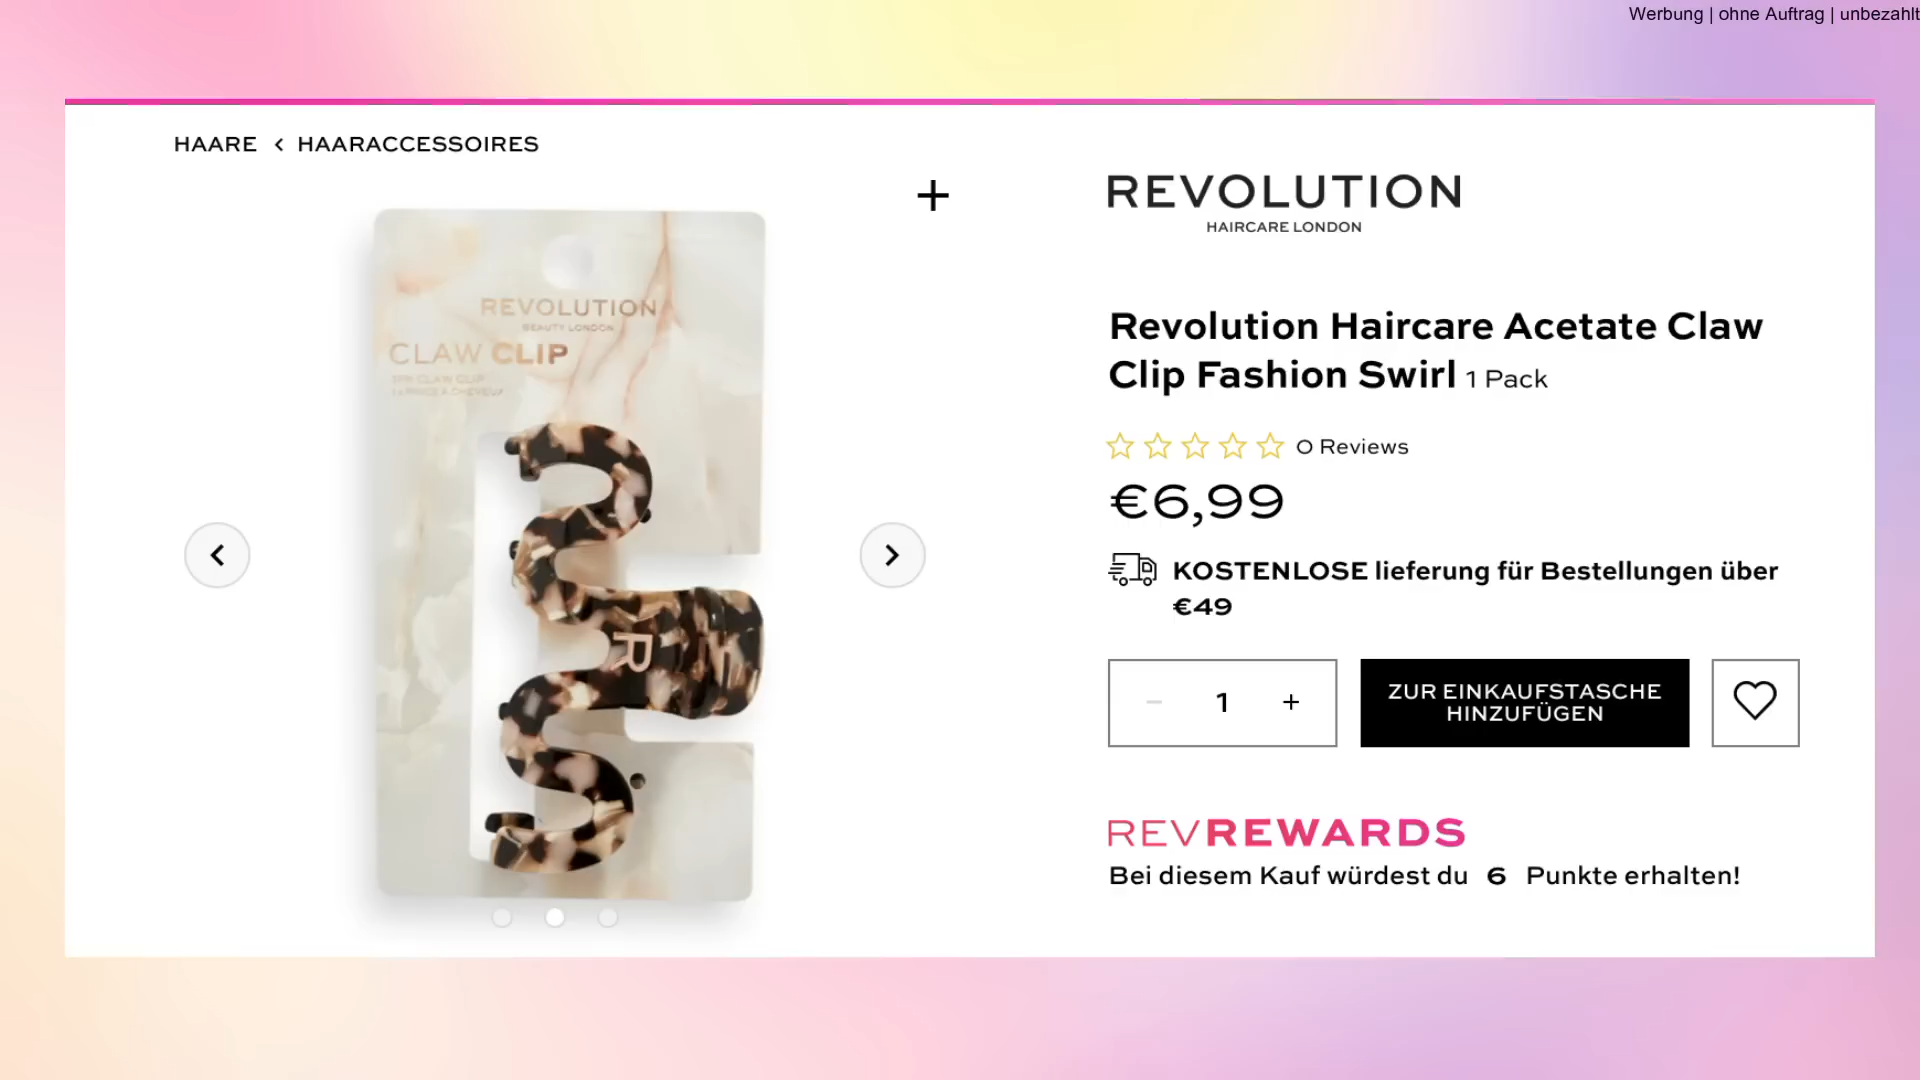 Werbung | ohne Auftrag | unbezahlt
HAARE < HAARACCESSOIRES
REVOLUTION
BEAUTY LONDON
CLAW CLIP
R
REVOLUTION
HAIRCARE LONDON
Revolution Haircare Acetate Claw
Clip Fashion Swirl 1 Pack
0 Reviews
€6,99
KOSTENLOSE lieferung für Bestellungen über
€49
− 1 +
ZUR EINKAUFSTASCHE
HINZUFÜGEN
REVREWARDS
Bei diesem Kauf würdest du 6 Punkte erhalten!